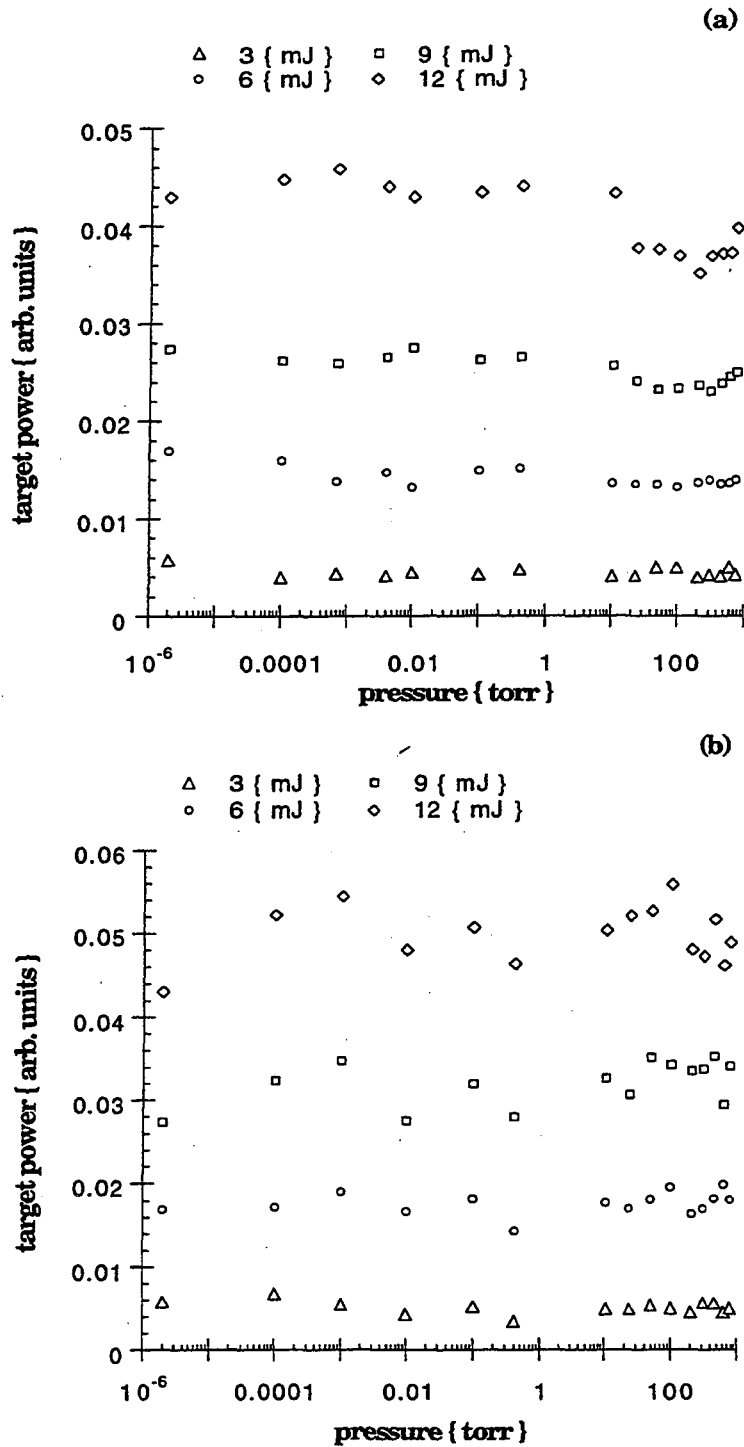 (a)
△ 3 { mJ } □ 9 { mJ }
○ 6 { mJ } ◇ 12 { mJ }
0.05
0.04
0.03
0.02
0.01
0
target power { arb. units }
10⁻⁶ 0.0001 0.01 1 100
pressure { torr }
(b)
△ 3 { mJ } □ 9 { mJ }
○ 6 { mJ } ◇ 12 { mJ }
0.06
0.05
0.04
0.03
0.02
0.01
0
target power { arb. units }
10⁻⁶ 0.0001 0.01 1 100
pressure { torr }